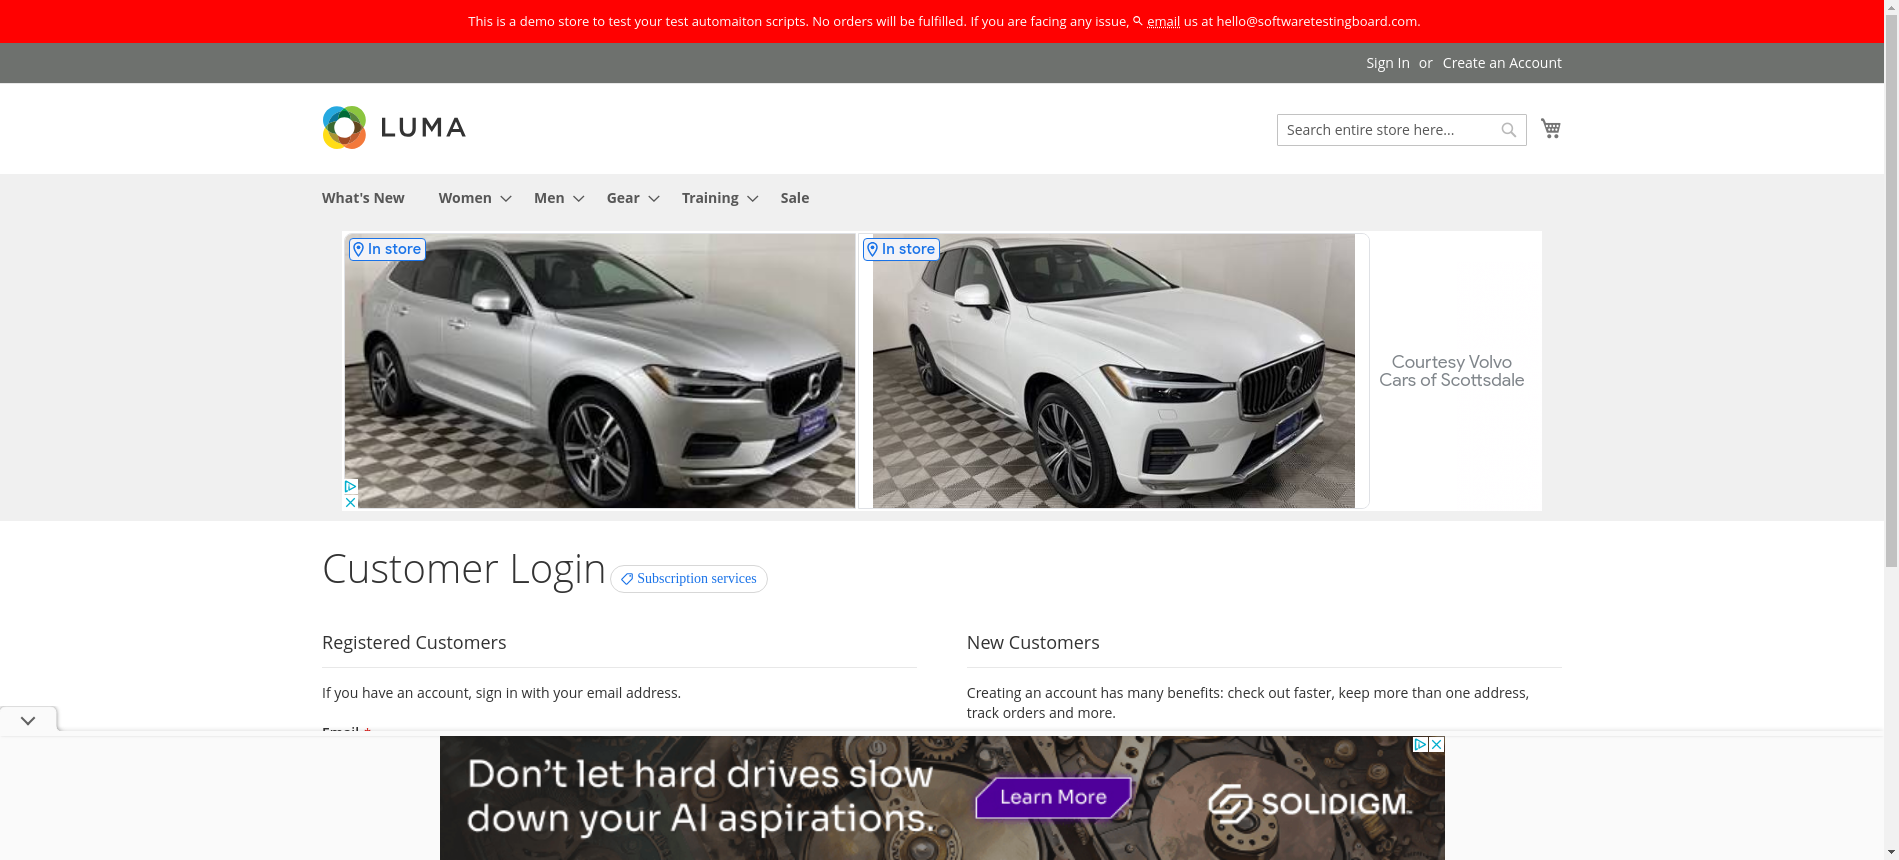 This is a demo store to test your test automaiton scripts. No orders will be fulfilled. If you are facing any issue, email us at hello@softwaretestingboard.com.
Sign In or Create an Account
LUMA
Search entire store here...
What's New Women Men Gear Training Sale
In store
In store
Courtesy Volvo
Cars of Scottsdale
Customer Login
Subscription services
Registered Customers
If you have an account, sign in with your email address.
Email *
New Customers
Creating an account has many benefits: check out faster, keep more than one address,
track orders and more.
Don't let hard drives slow
down your AI aspirations.
Learn More
SOLIDIGM